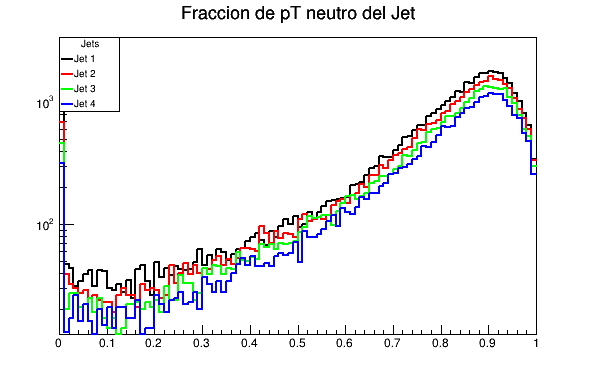 Fraccion de pT neutro del Jet
Jets
Jet 1
Jet 2
Jet 3
Jet 4
10³
10²
0 0.1 0.2 0.3 0.4 0.5 0.6 0.7 0.8 0.9 1